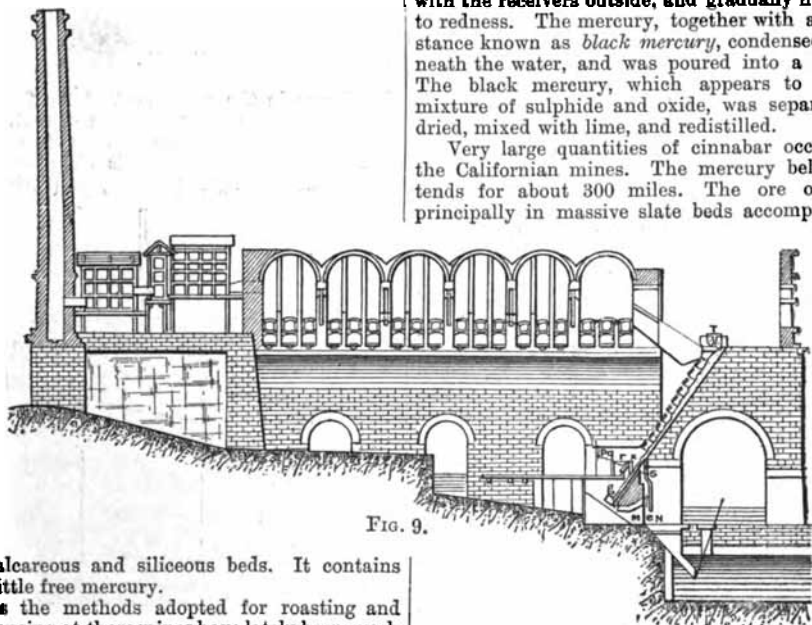 with the receivers outside, and gradually h
to redness. The mercury, together with s
stance known as black mercury, condensed
neath the water, and was poured into a
The black mercury, which appears to
mixture of sulphide and oxide, was separ
dried, mixed with lime, and redistilled.
Very large quantities of cinnabar occ
the Californian mines. The mercury bel
tends for about 300 miles. The ore o
principally in massive slate beds accomp
T
G
M
N
FIG. 9.
alcareous and siliceous beds. It contains
ittle free mercury.
s the methods adopted for roasting and